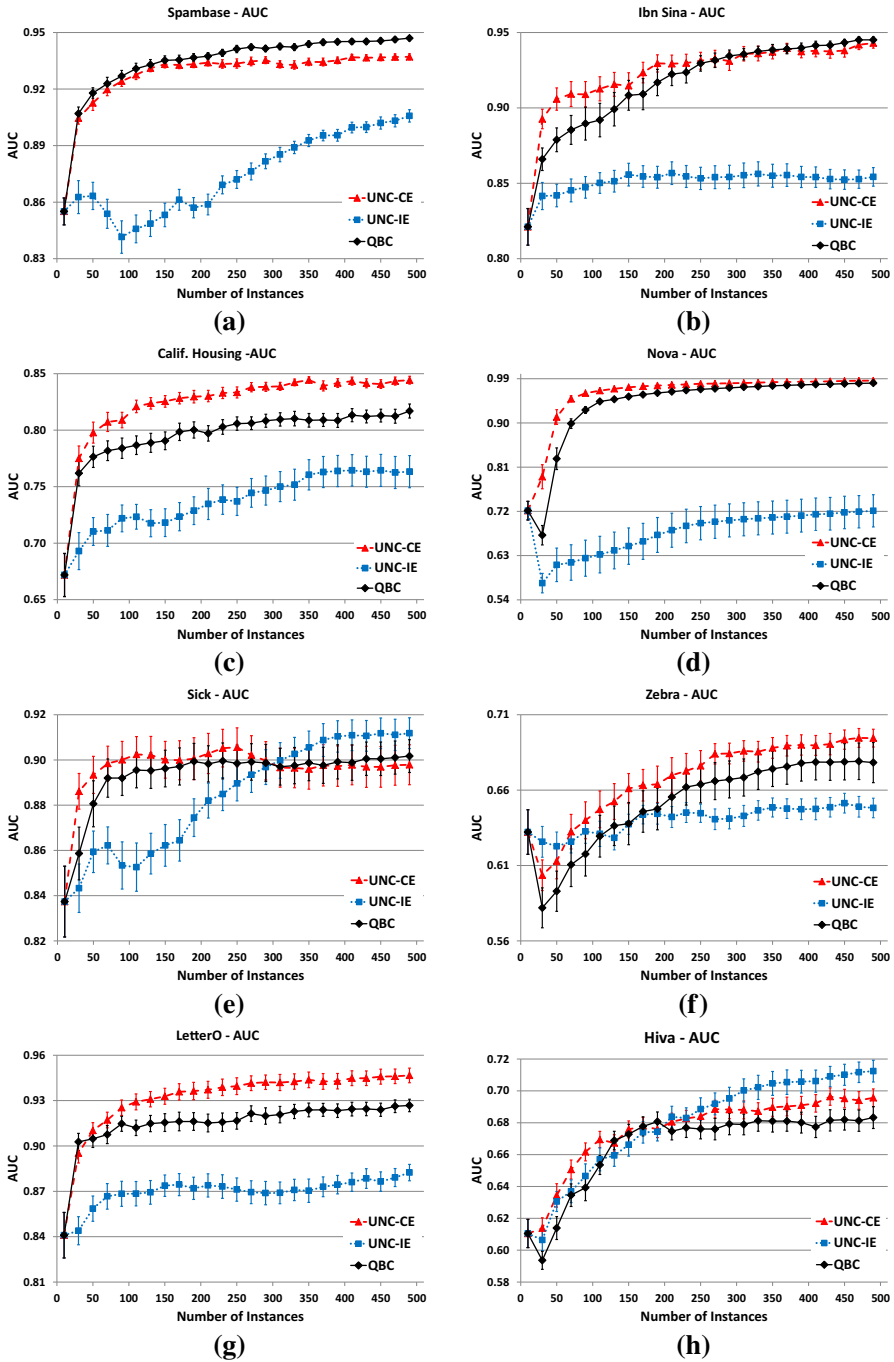 Spambase - AUC
0.95
0.92
0.89
0.86
0.83
AUC
UNC-CE
UNC-IE
QBC
0 50 100 150 200 250 300 350 400 450 500
Number of Instances
(a)
Ibn Sina - AUC
0.95
0.90
0.85
0.80
AUC
UNC-CE
UNC-IE
QBC
0 50 100 150 200 250 300 350 400 450 500
Number of Instances
(b)
Calif. Housing -AUC
0.85
0.80
0.75
0.70
0.65
AUC
UNC-CE
UNC-IE
QBC
0 50 100 150 200 250 300 350 400 450 500
Number of Instances
(c)
Nova - AUC
0.99
0.90
0.81
0.72
0.63
0.54
AUC
UNC-CE
UNC-IE
QBC
0 50 100 150 200 250 300 350 400 450 500
Number of Instances
(d)
Sick - AUC
0.92
0.90
0.88
0.86
0.84
0.82
AUC
UNC-CE
UNC-IE
QBC
0 50 100 150 200 250 300 350 400 450 500
Number of Instances
(e)
Zebra - AUC
0.71
0.66
0.61
0.56
AUC
UNC-CE
UNC-IE
QBC
0 50 100 150 200 250 300 350 400 450 500
Number of Instances
(f)
LetterO - AUC
0.96
0.93
0.90
0.87
0.84
0.81
AUC
UNC-CE
UNC-IE
QBC
0 50 100 150 200 250 300 350 400 450 500
Number of Instances
(g)
Hiva - AUC
0.72
0.70
0.68
0.66
0.64
0.62
0.60
0.58
AUC
UNC-CE
UNC-IE
QBC
0 50 100 150 200 250 300 350 400 450 500
Number of Instances
(h)